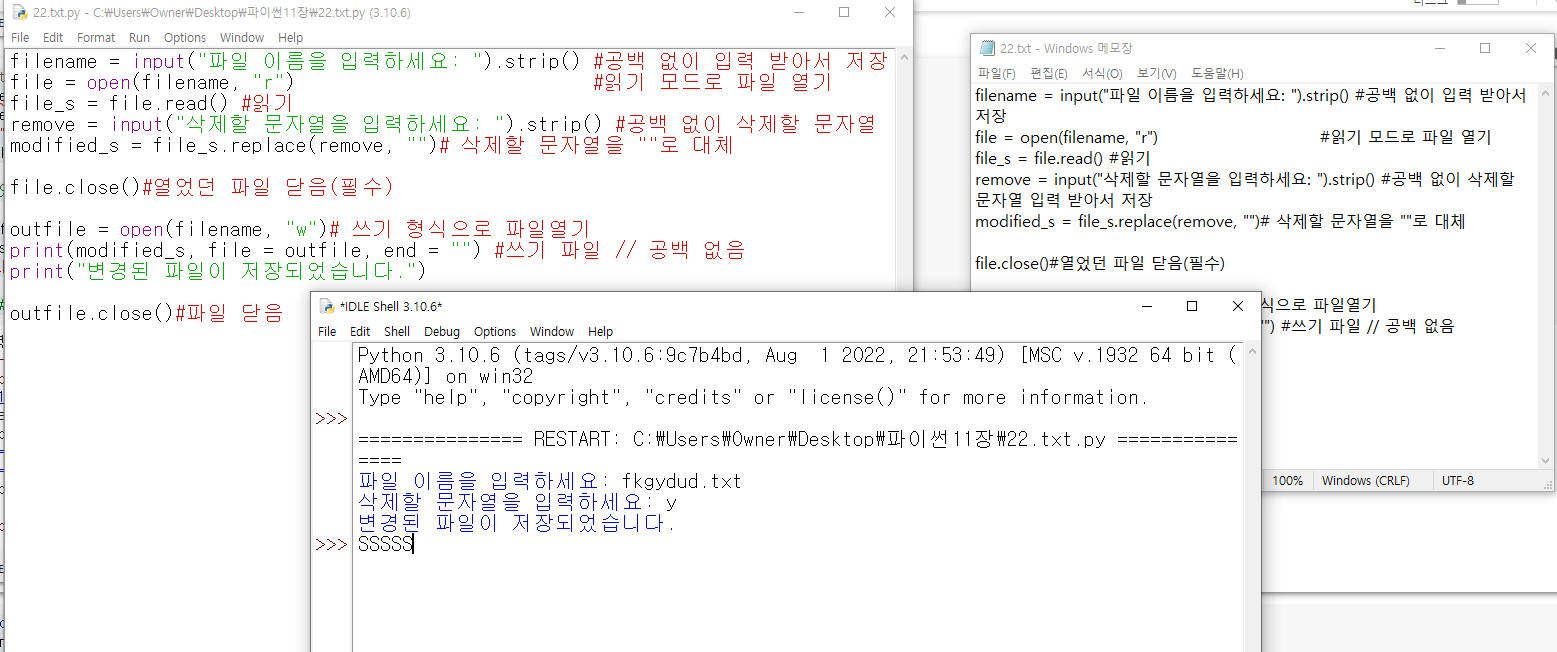 22.txt.py - C:₩Users₩Owner₩Desktop₩파이썬11장₩22.txt.py (3.10.6)
File Edit Format Run Options Window Help
filename = input("파일 이름을 입력하세요: ").strip() #공백 없이 입력 받아서 저장
file = open(filename, "r") #읽기 모드로 파일 열기
file_s = file.read() #읽기
remove = input("삭제할 문자열을 입력하세요: ").strip() #공백 없이 삭제할 문자열
modified_s = file_s.replace(remove, "")# 삭제할 문자열을 ""로 대체
file.close()#열었던 파일 닫음(필수)
outfile = open(filename, "w")# 쓰기 형식으로 파일열기
print(modified_s, file = outfile, end = "") #쓰기 파일 // 공백 없음
print("변경된 파일이 저장되었습니다.")
outfile.close()#파일 닫음
22.txt - Windows 메모장
파일(F) 편집(E) 서식(O) 보기(V) 도움말(H)
filename = input("파일 이름을 입력하세요: ").strip() #공백 없이 입력 받아서
저장
file = open(filename, "r") #읽기 모드로 파일 열기
file_s = file.read() #읽기
remove = input("삭제할 문자열을 입력하세요: ").strip() #공백 없이 삭제할
문자열 입력 받아서 저장
modified_s = file_s.replace(remove, "")# 삭제할 문자열을 ""로 대체
file.close()#열었던 파일 닫음(필수)
식으로 파일열기
") #쓰기 파일 // 공백 없음
100% Windows (CRLF) UTF-8
*IDLE Shell 3.10.6*
File Edit Shell Debug Options Window Help
Python 3.10.6 (tags/v3.10.6:9c7b4bd, Aug 1 2022, 21:53:49) [MSC v.1932 64 bit (
AMD64)] on win32
Type "help", "copyright", "credits" or "license()" for more information.
>>>
=============== RESTART: C:₩Users₩Owner₩Desktop₩파이썬11장₩22.txt.py ===========
====
파일 이름을 입력하세요: fkgydud.txt
삭제할 문자열을 입력하세요: y
변경된 파일이 저장되었습니다.
>>> SSSSS